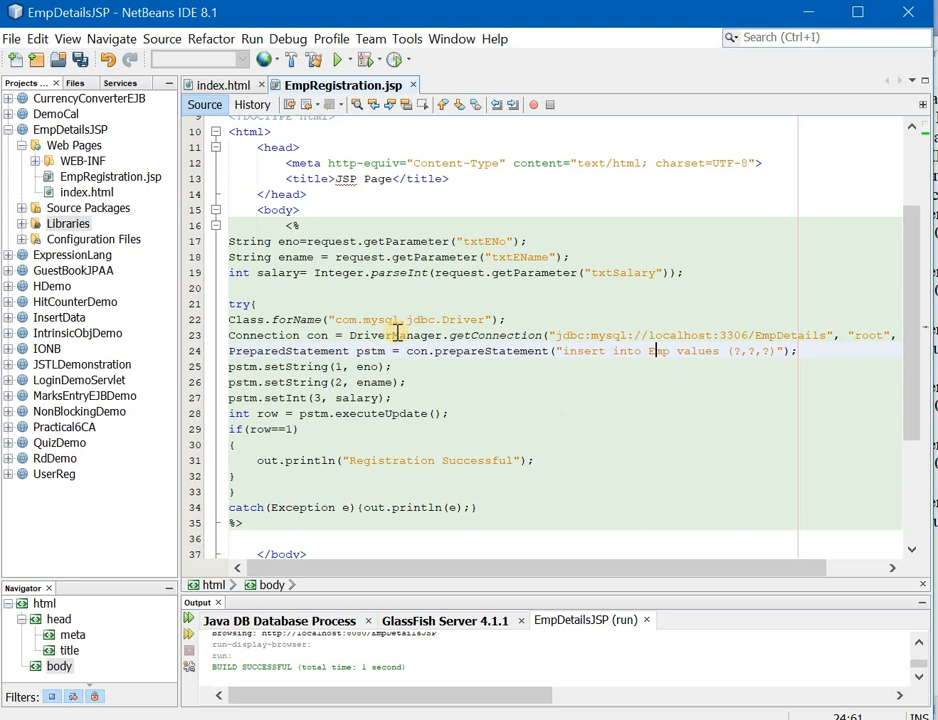 EmpDetailsJSP - NetBeans IDE 8.1
File Edit View Navigate Source Refactor Run Debug Profile Team Tools Window Help
Search (Ctrl+I)
Projects... Files Services
index.html EmpRegistration.jsp
Source History
CurrencyConverterEJB
DemoCal
EmpDetailsJSP
Web Pages
WEB-INF
EmpRegistration.jsp
index.html
Source Packages
Libraries
Configuration Files
ExpressionLang
GuestBookJPAA
HDemo
HitCounterDemo
InsertData
IntrinsicObjDemo
IONB
JSTLDemonstration
LoginDemoServlet
MarksEntryEJBDemo
NonBlockingDemo
Practical6CA
QuizDemo
RdDemo
UserReg
9 <!DOCTYPE html>
10 <html>
11 <head>
12 <meta http-equiv="Content-Type" content="text/html; charset=UTF-8">
13 <title>JSP Page</title>
14 </head>
15 <body>
16 <%
17 String eno=request.getParameter("txtENo");
18 String ename = request.getParameter("txtEName");
19 int salary= Integer.parseInt(request.getParameter("txtSalary"));
20
21 try{
22 Class.forName("com.mysql.jdbc.Driver");
23 Connection con = DriverManager.getConnection("jdbc:mysql://localhost:3306/EmpDetails", "root",
24 PreparedStatement pstm = con.prepareStatement("insert into Emp values (?,?,?)");
25 pstm.setString(1, eno);
26 pstm.setString(2, ename);
27 pstm.setInt(3, salary);
28 int row = pstm.executeUpdate();
29 if(row==1)
30 {
31 out.println("Registration Successful");
32 }
33 }
34 catch(Exception e){out.println(e);}
35 %>
36
37 </body>
html body
Navigator
html
head
meta
title
body
Filters:
Output
Java DB Database Process GlassFish Server 4.1.1 EmpDetailsJSP (run)
Browsing: http://localhost:8080/EmpDetailsJSP
run-display-browser:
run:
BUILD SUCCESSFUL (total time: 1 second)
24:61 INS